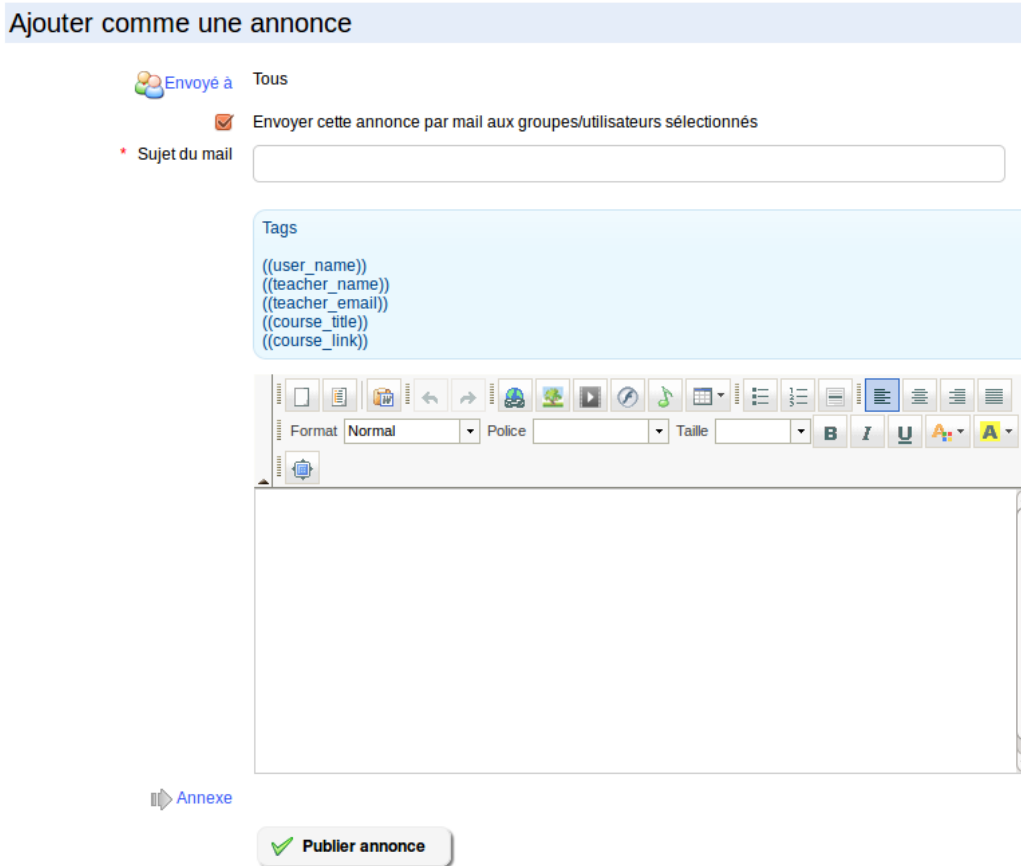 Ajouter comme une annonce
Envoyé à Tous
Envoyer cette annonce par mail aux groupes/utilisateurs sélectionnés
* Sujet du mail
Tags
((user_name))
((teacher_name))
((teacher_email))
((course_title))
((course_link))
Format Normal Police Taille B I U A A
Annexe
Publier annonce